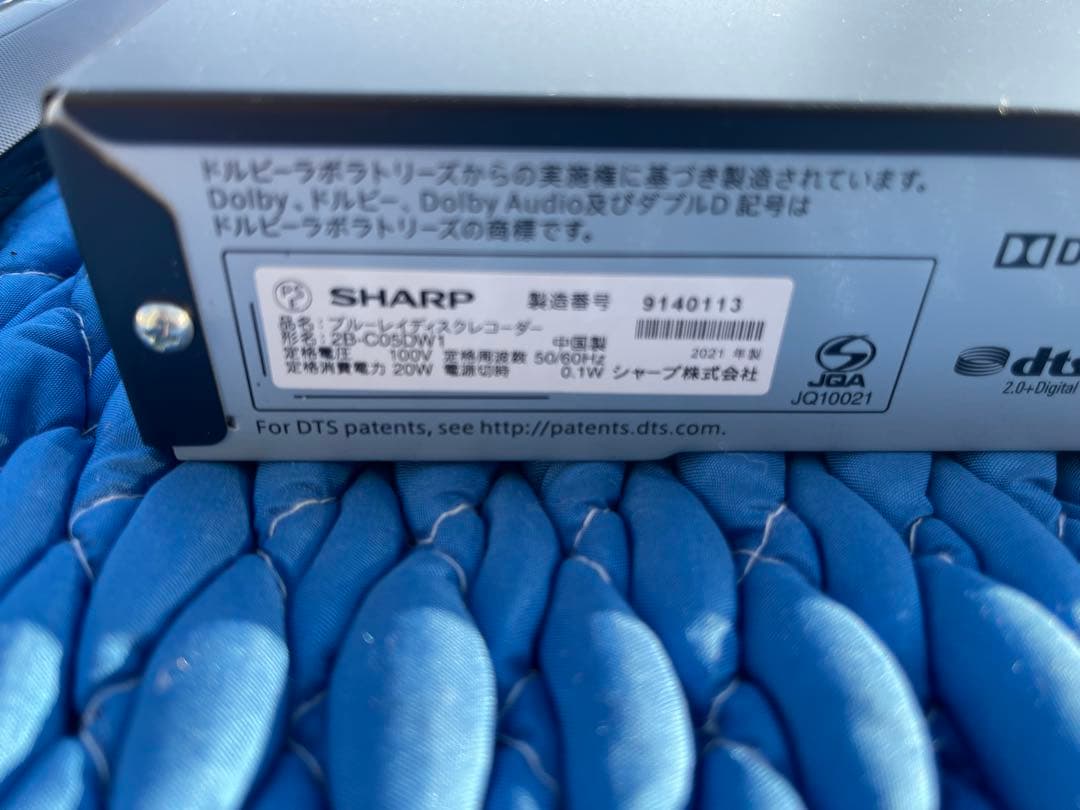 ドルビーラボラトリーズからの実施権に基づき製造されています。
Dolby、ドルビー、Dolby Audio及びダブルD 記号は
ドルビーラボラトリーズの商標です。
PS
C
SHARP 製造番号 9140113
品名：ブルーレイディスクレコーダー
形名：2B-C05DW1 中国製
2021 年製
定格電圧 100V 定格周波数 50/60Hz
定格消費電力 20W 電源切時 0.1W シャープ株式会社
JQA
JQ10021
D
dts
2.0+Digital
For DTS patents, see http://patents.dts.com.